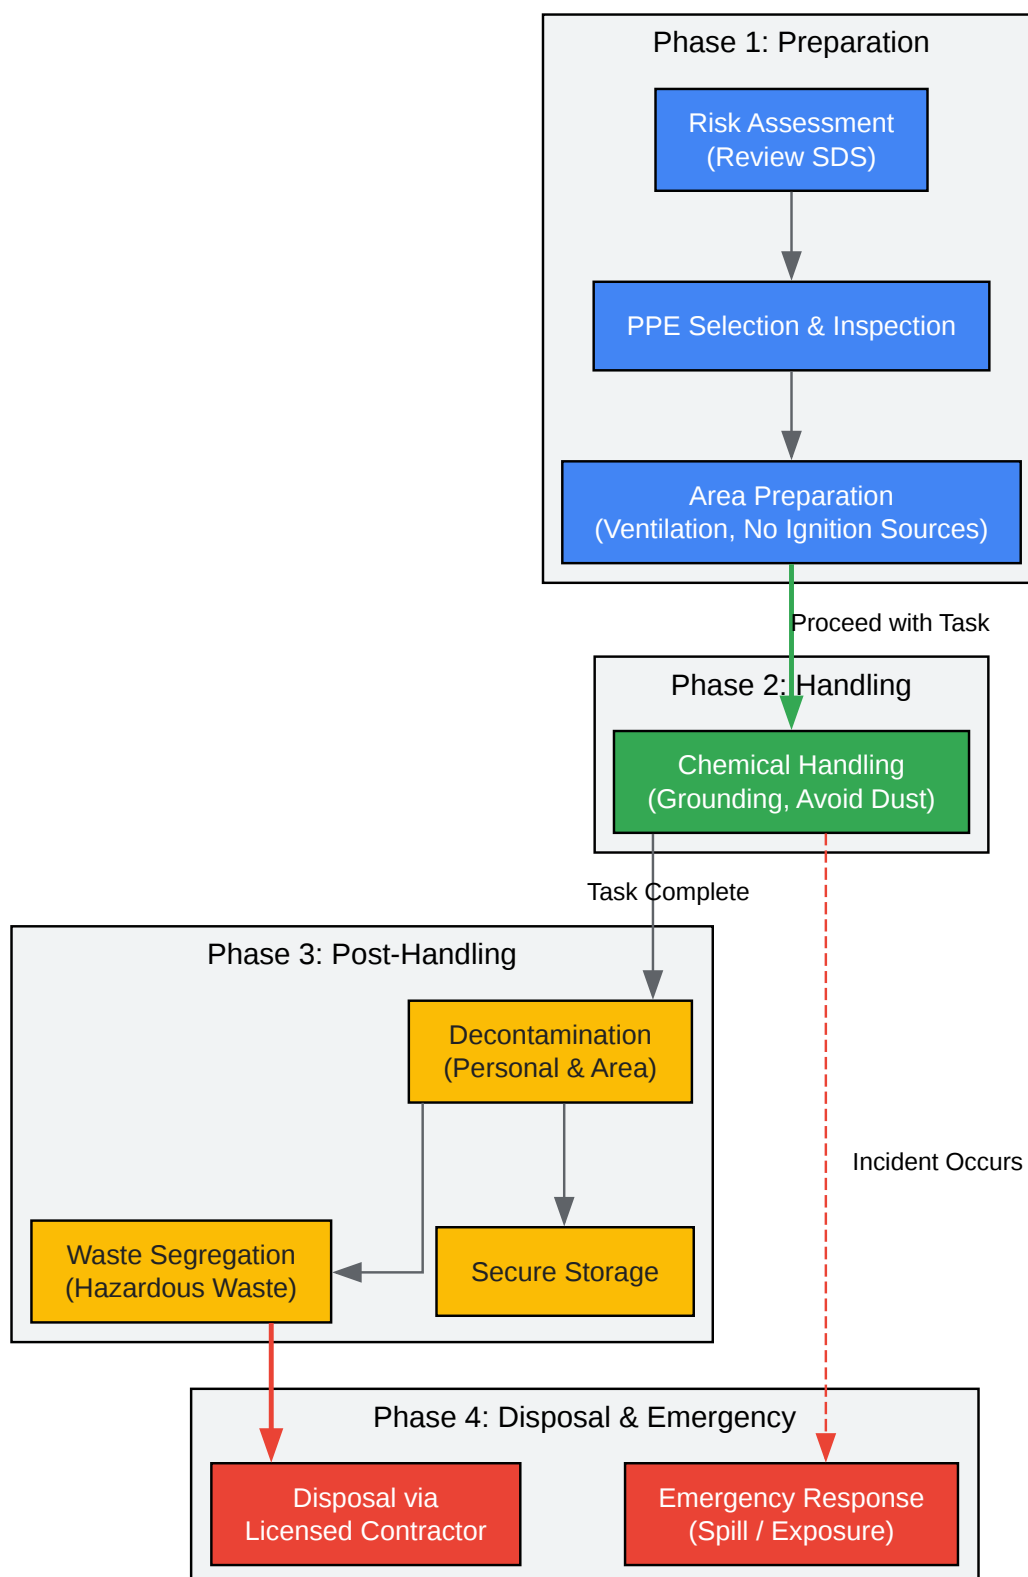 Phase 1: Preparation
Risk Assessment
(Review SDS)
PPE Selection & Inspection
Area Preparation
(Ventilation, No Ignition Sources)
Proceed with Task
Phase 2: Handling
Chemical Handling
(Grounding, Avoid Dust)
Task Complete
Phase 3: Post-Handling
Decontamination
(Personal & Area)
Incident Occurs
Waste Segregation
(Hazardous Waste)
Secure Storage
Phase 4: Disposal & Emergency
Disposal via
Licensed Contractor
Emergency Response
(Spill / Exposure)